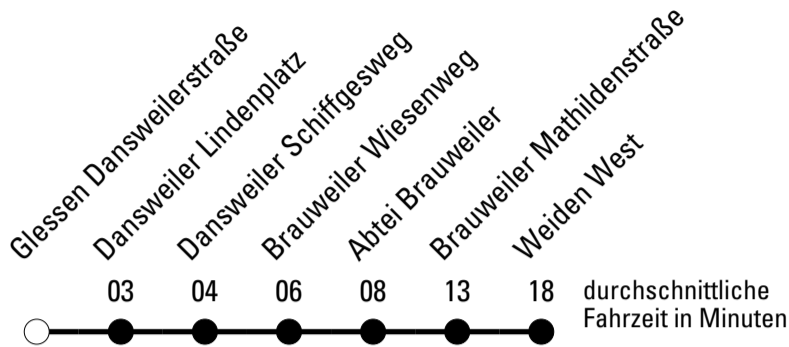 Glessen Dansweilerstraße
Dansweiler Lindenplatz
Dansweiler Schiffgesweg
Brauweiler Wiesenweg
Abtei Brauweiler
Brauweiler Mathildenstraße
Weiden West
03 04 06 08 13 18
durchschnittliche
Fahrzeit in Minuten